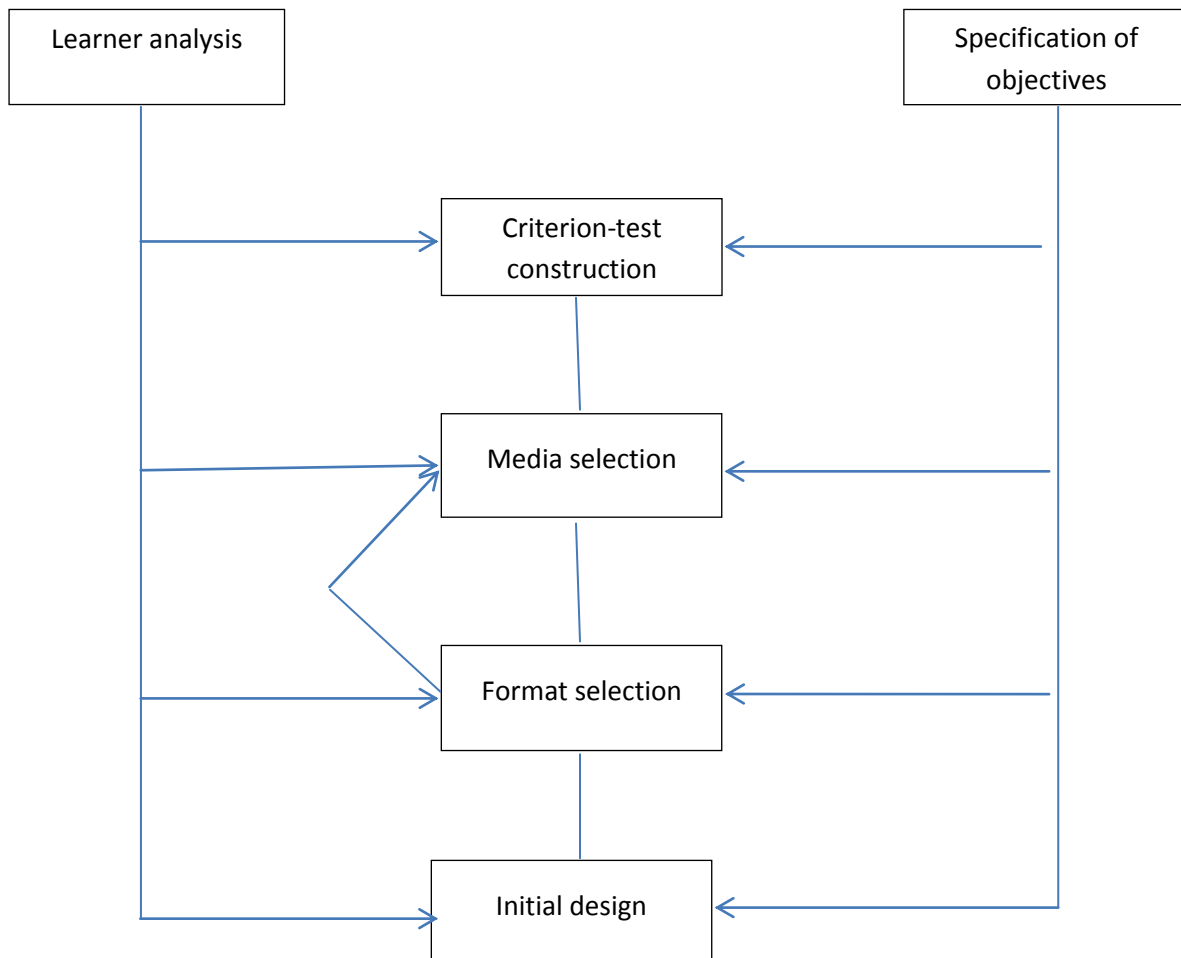 Learner analysis
Specification of
objectives
Criterion-test
construction
Media selection
Format selection
Initial design